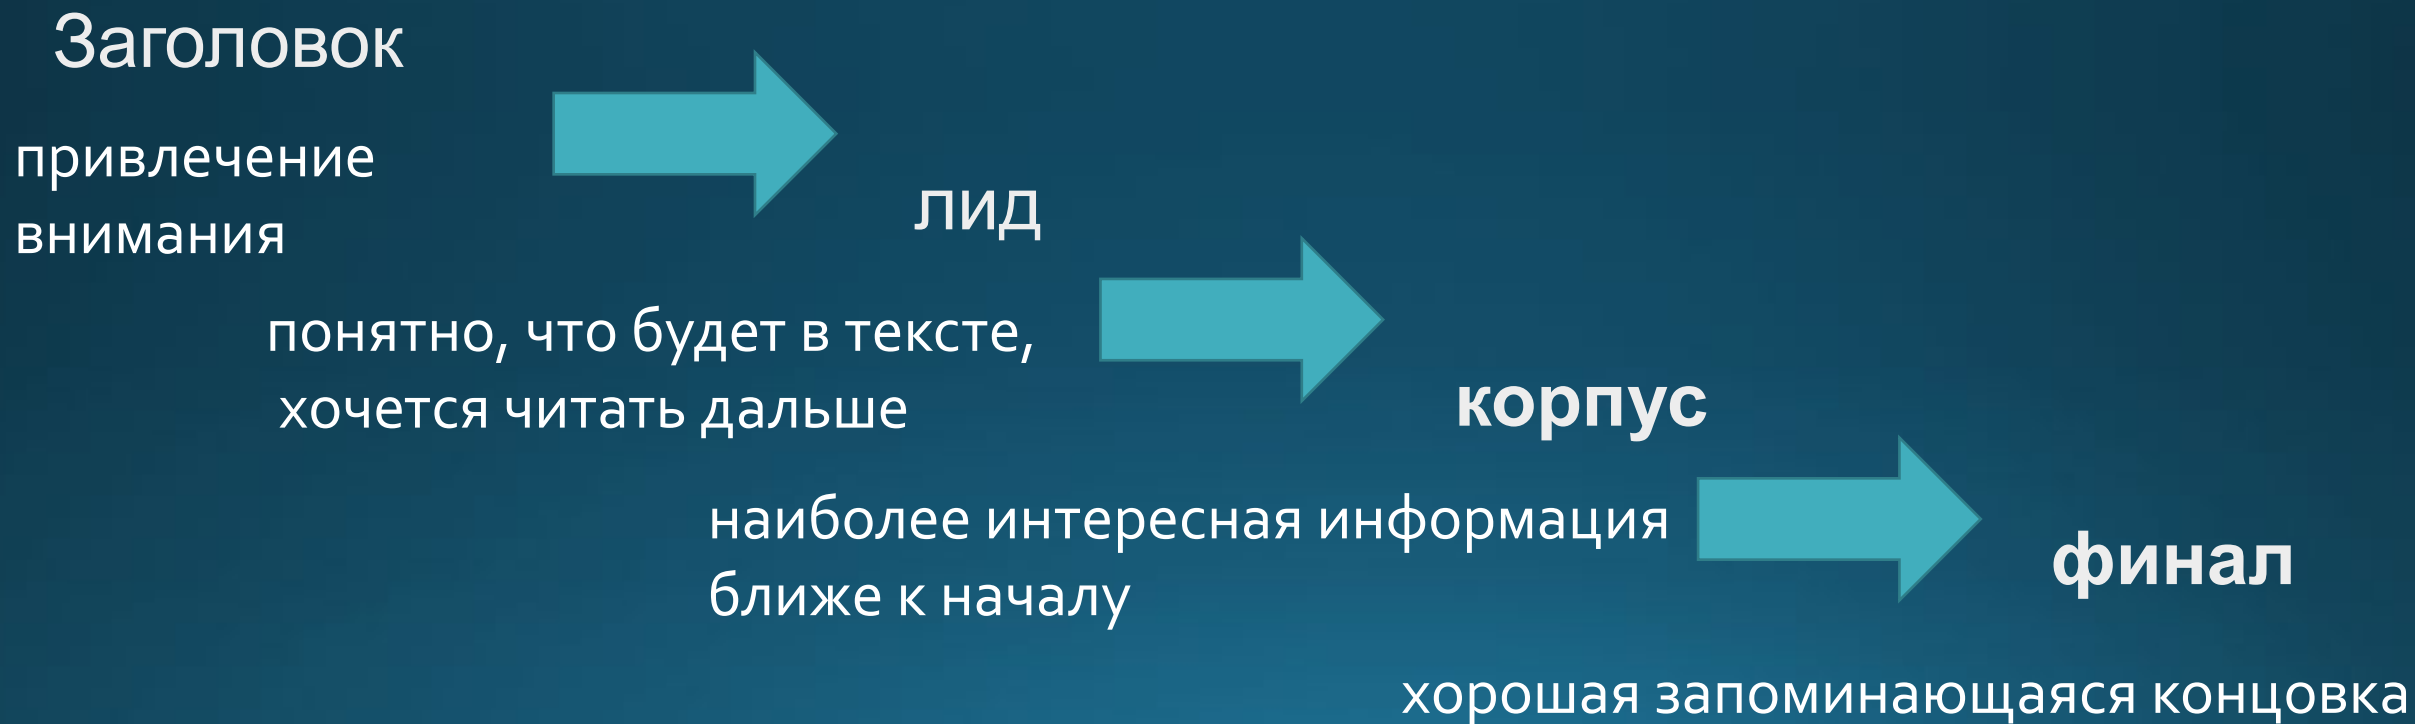 Заголовок
привлечение
внимания
лид
понятно, что будет в тексте,
хочется читать дальше
корпус
наиболее интересная информация
ближе к началу
финал
хорошая запоминающаяся концовка